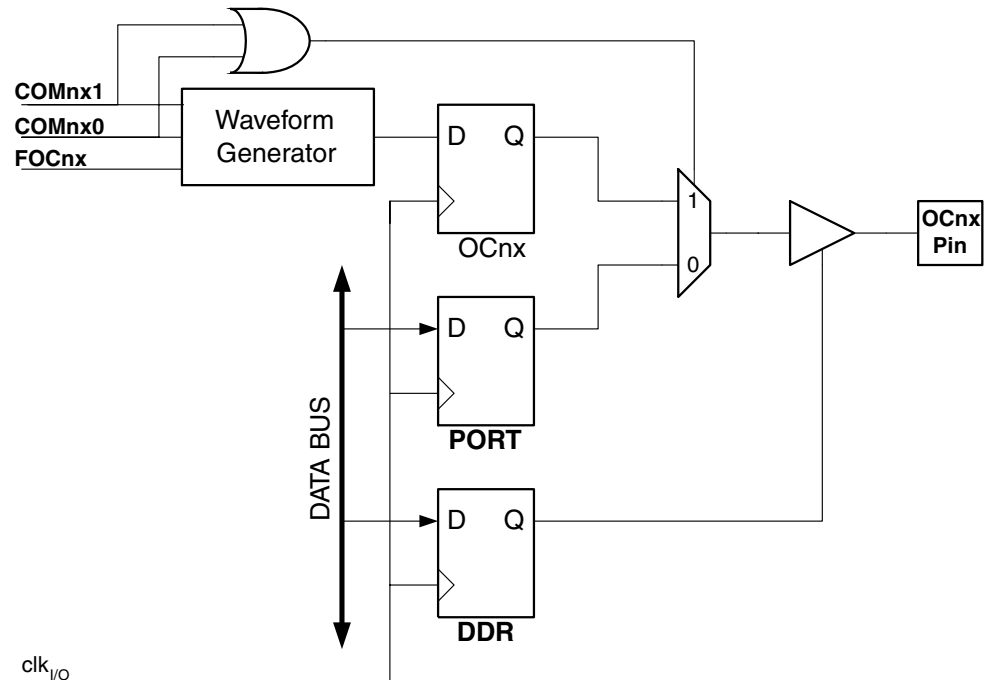 COMnx1
COMnx0
FOCnx
Waveform
Generator
D Q
OCnx
1
0
OCnx
Pin
D Q
PORT
DATA BUS
D Q
DDR
clkI/O